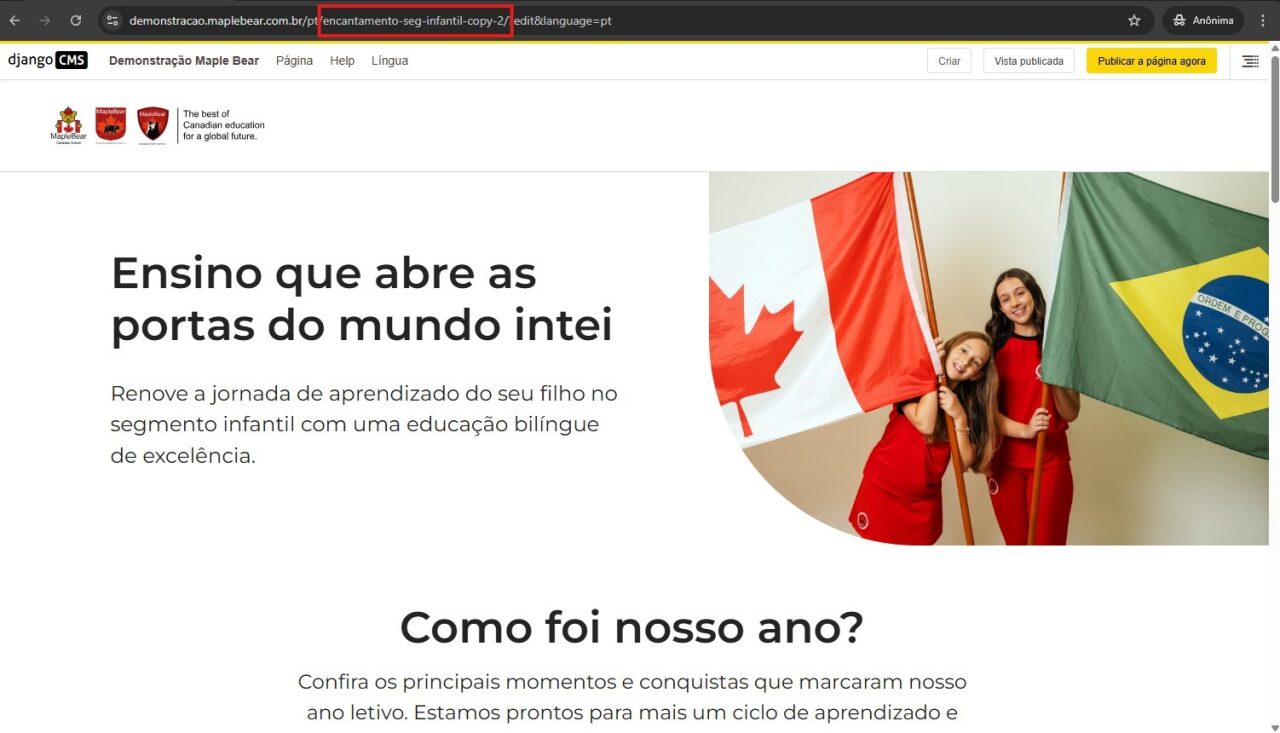 demonstracao.maplebear.com.br/pt/encantamento-seg-infantil-copy-2/?edit&language=pt
Anônima
django CMS
Demonstração Maple Bear
Página
Help
Língua
Criar
Vista publicada
Publicar a página agora
MapleBear
MapleBear
MapleBear
The best of
Canadian education
for a global future.
Ensino que abre as
portas do mundo intei
Renove a jornada de aprendizado do seu filho no
segmento infantil com uma educação bilíngue
de excelência.
ORDEM E PROG
Como foi nosso ano?
Confira os principais momentos e conquistas que marcaram nosso
ano letivo. Estamos prontos para mais um ciclo de aprendizado e